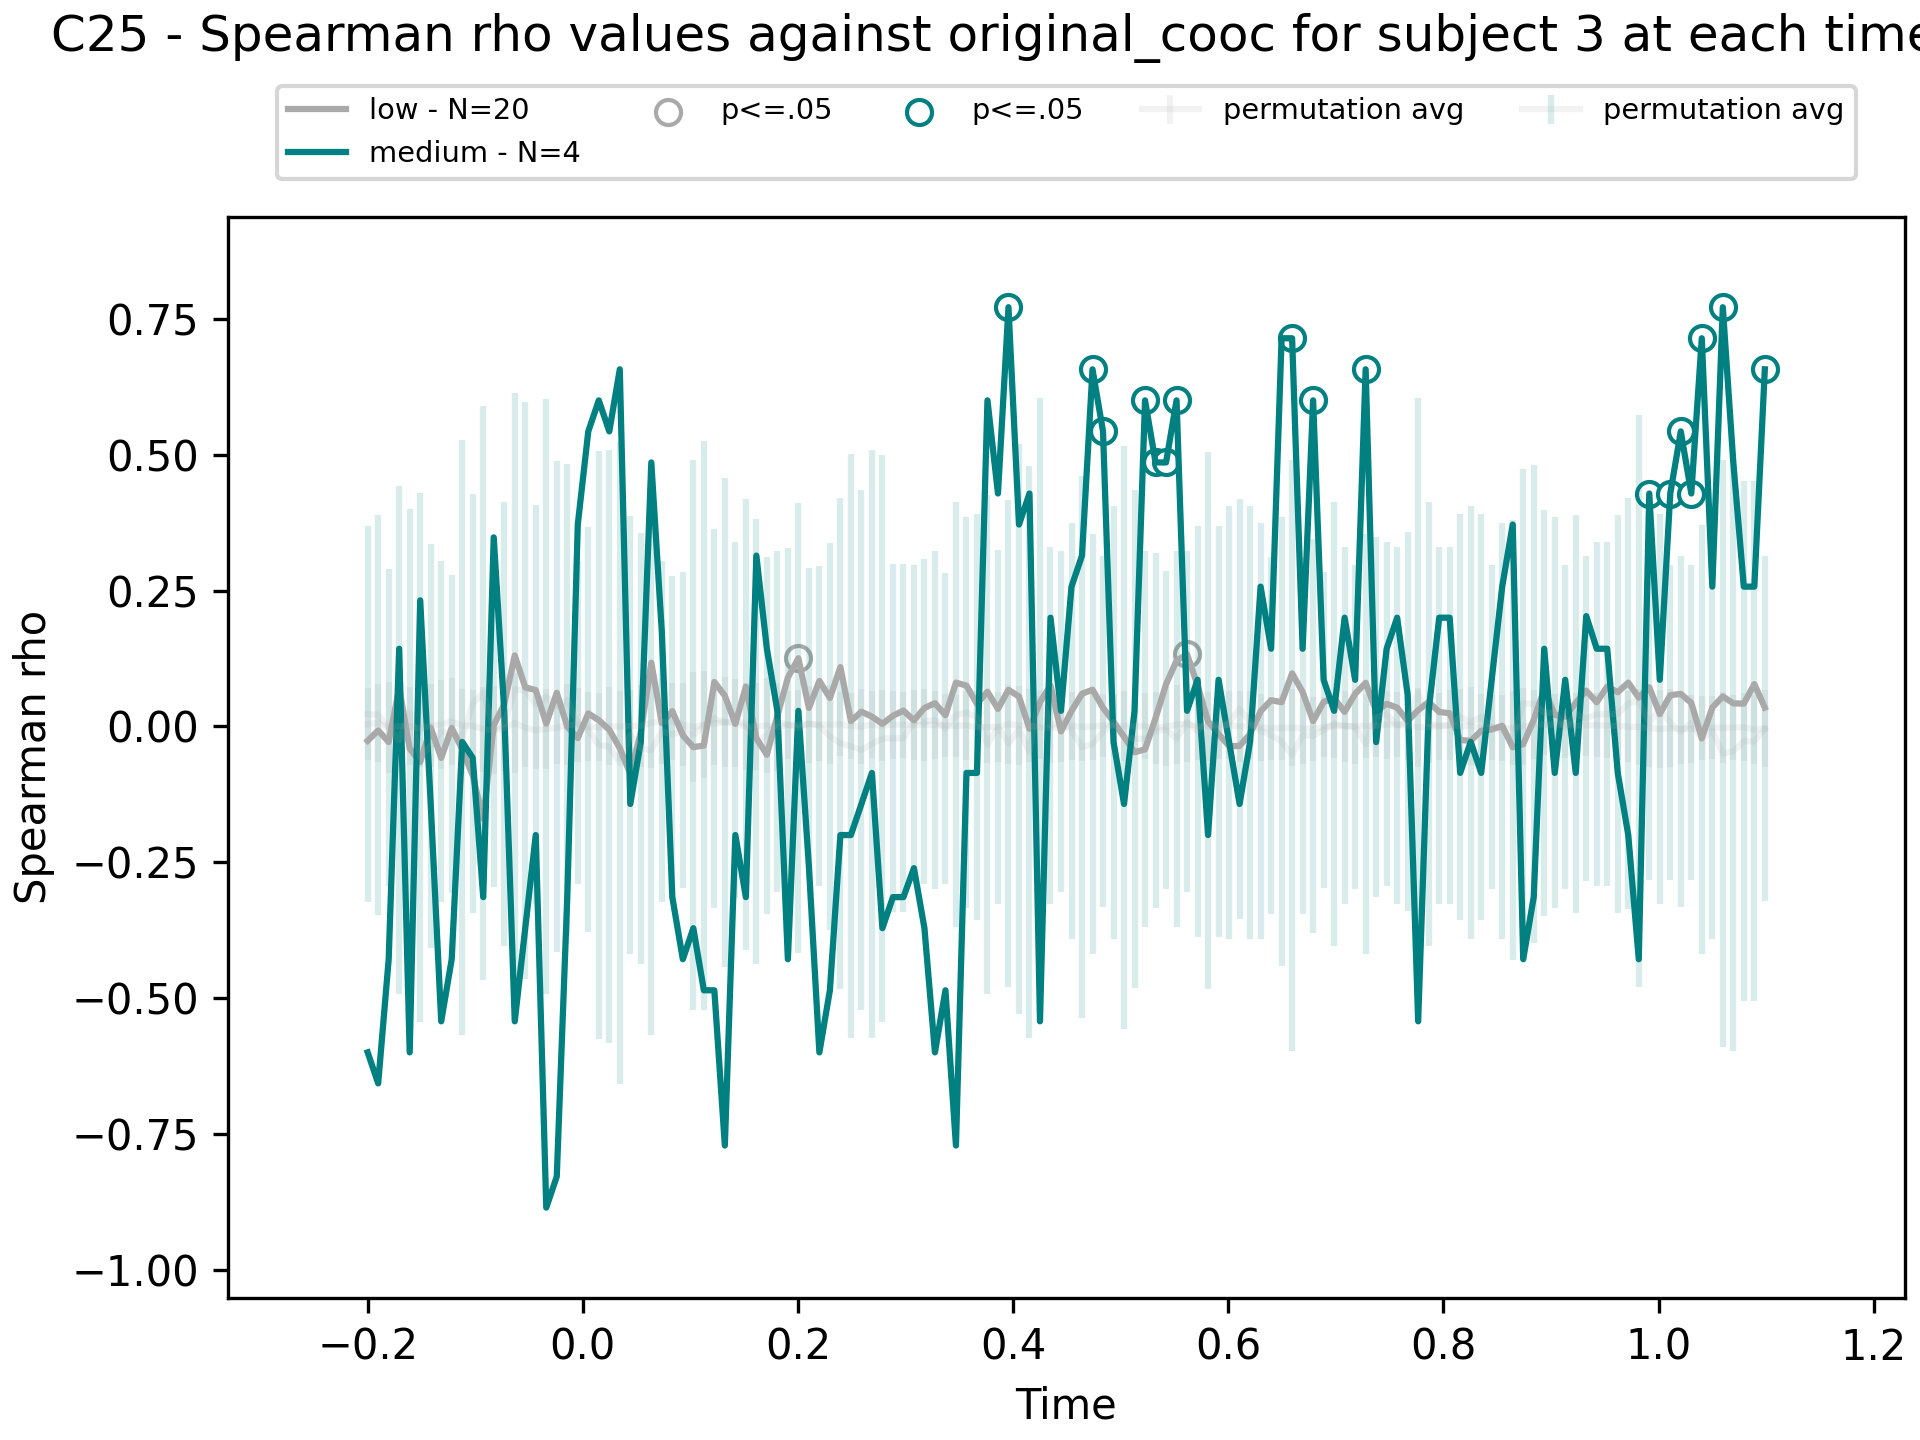 C25 - Spearman rho values against original_cooc for subject 3 at each time
low - N=20
medium - N=4
p<=.05
p<=.05
permutation avg
permutation avg
Spearman rho
0.75
0.50
0.25
0.00
−0.25
−0.50
−0.75
−1.00
−0.2
0.0
0.2
0.4
0.6
0.8
1.0
1.2
Time